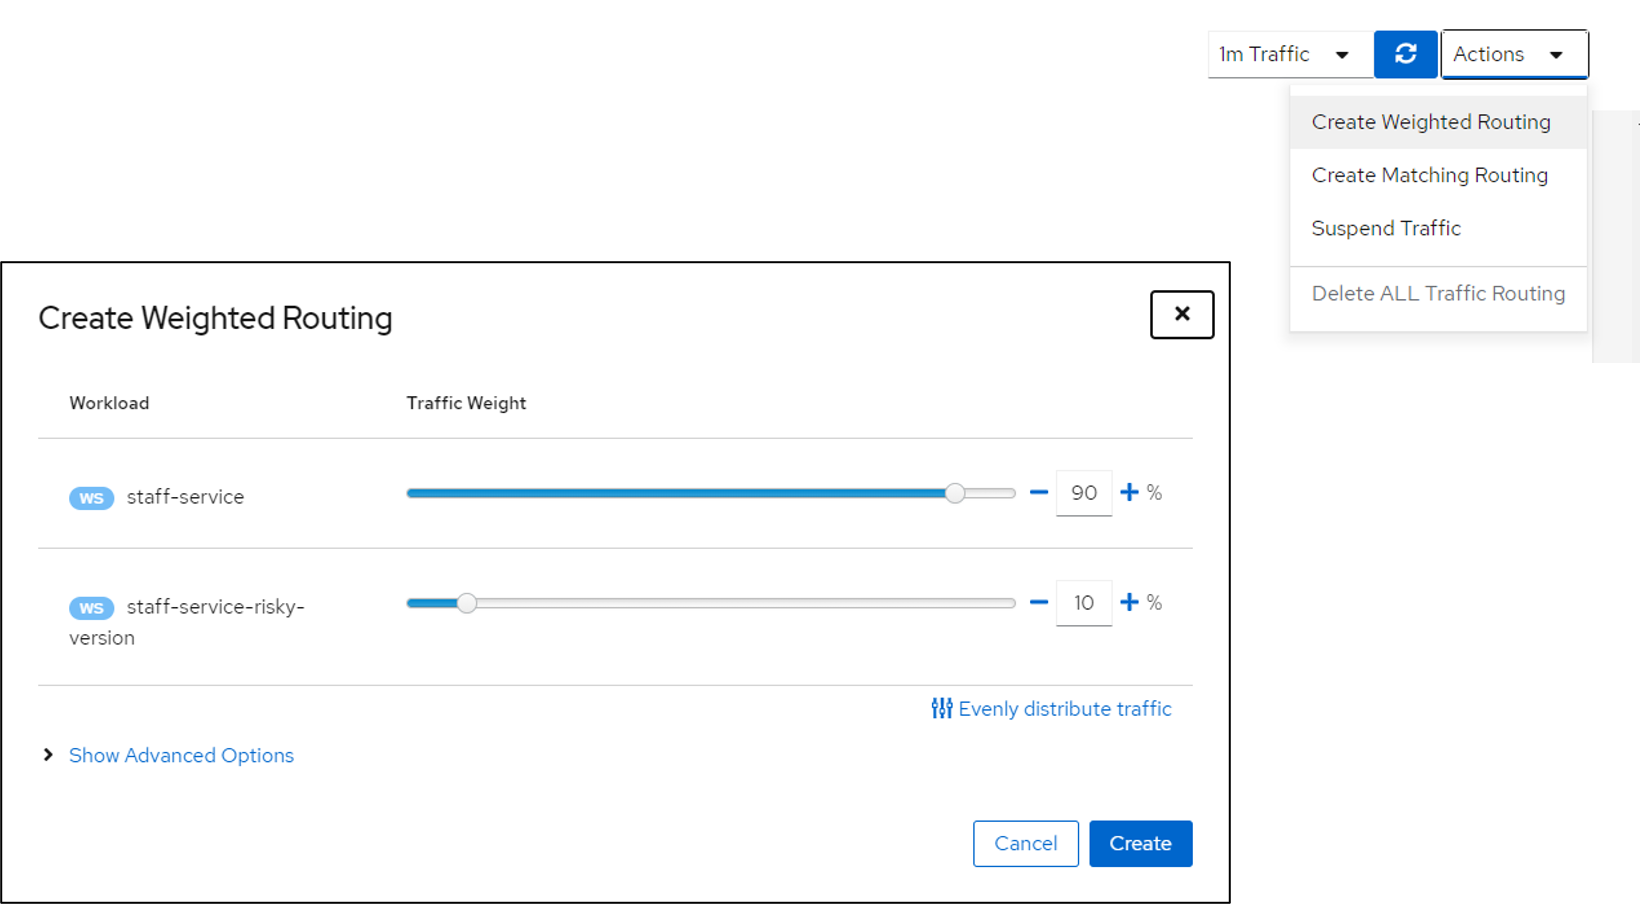 1m Traffic
Actions
Create Weighted Routing
Create Matching Routing
Suspend Traffic
Delete ALL Traffic Routing
Create Weighted Routing
Workload Traffic Weight
WS staff-service 90 %
WS staff-service-risky- 10 %
version
Evenly distribute traffic
Show Advanced Options
Cancel Create